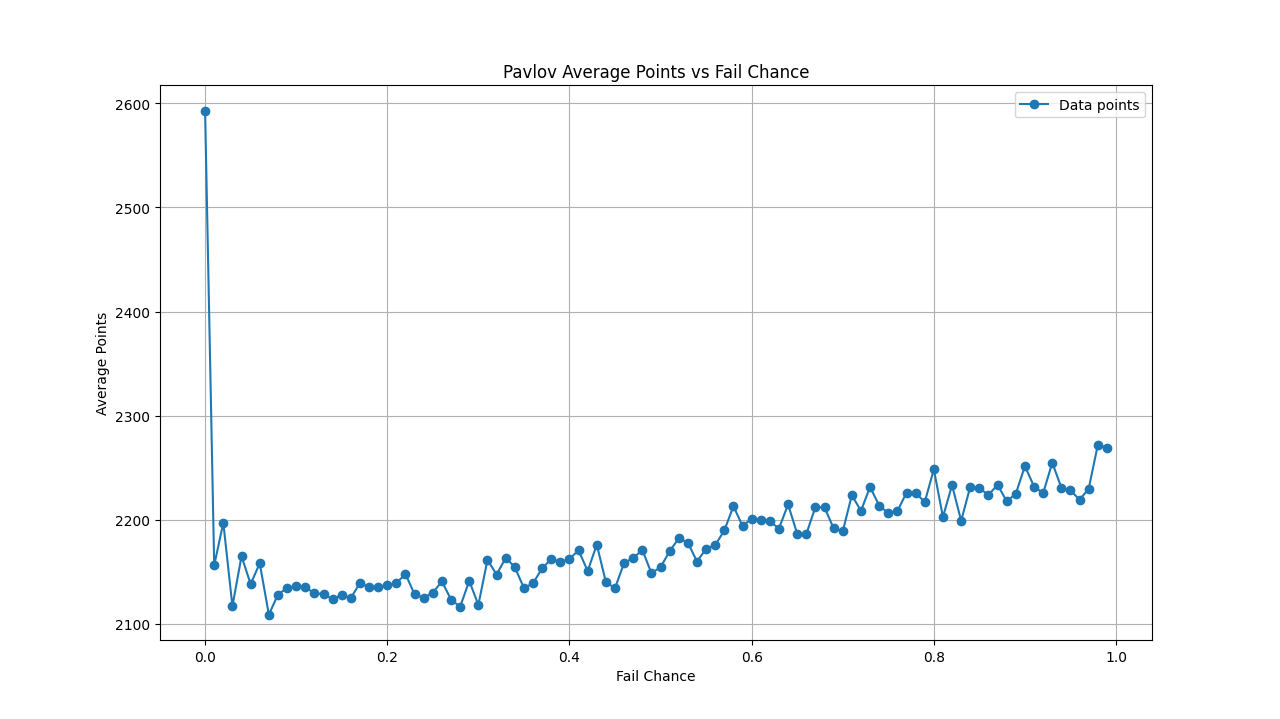 Pavlov Average Points vs Fail Chance
Data points
2600
2500
2400
2300
2200
2100
Average Points
0.0 0.2 0.4 0.6 0.8 1.0
Fail Chance